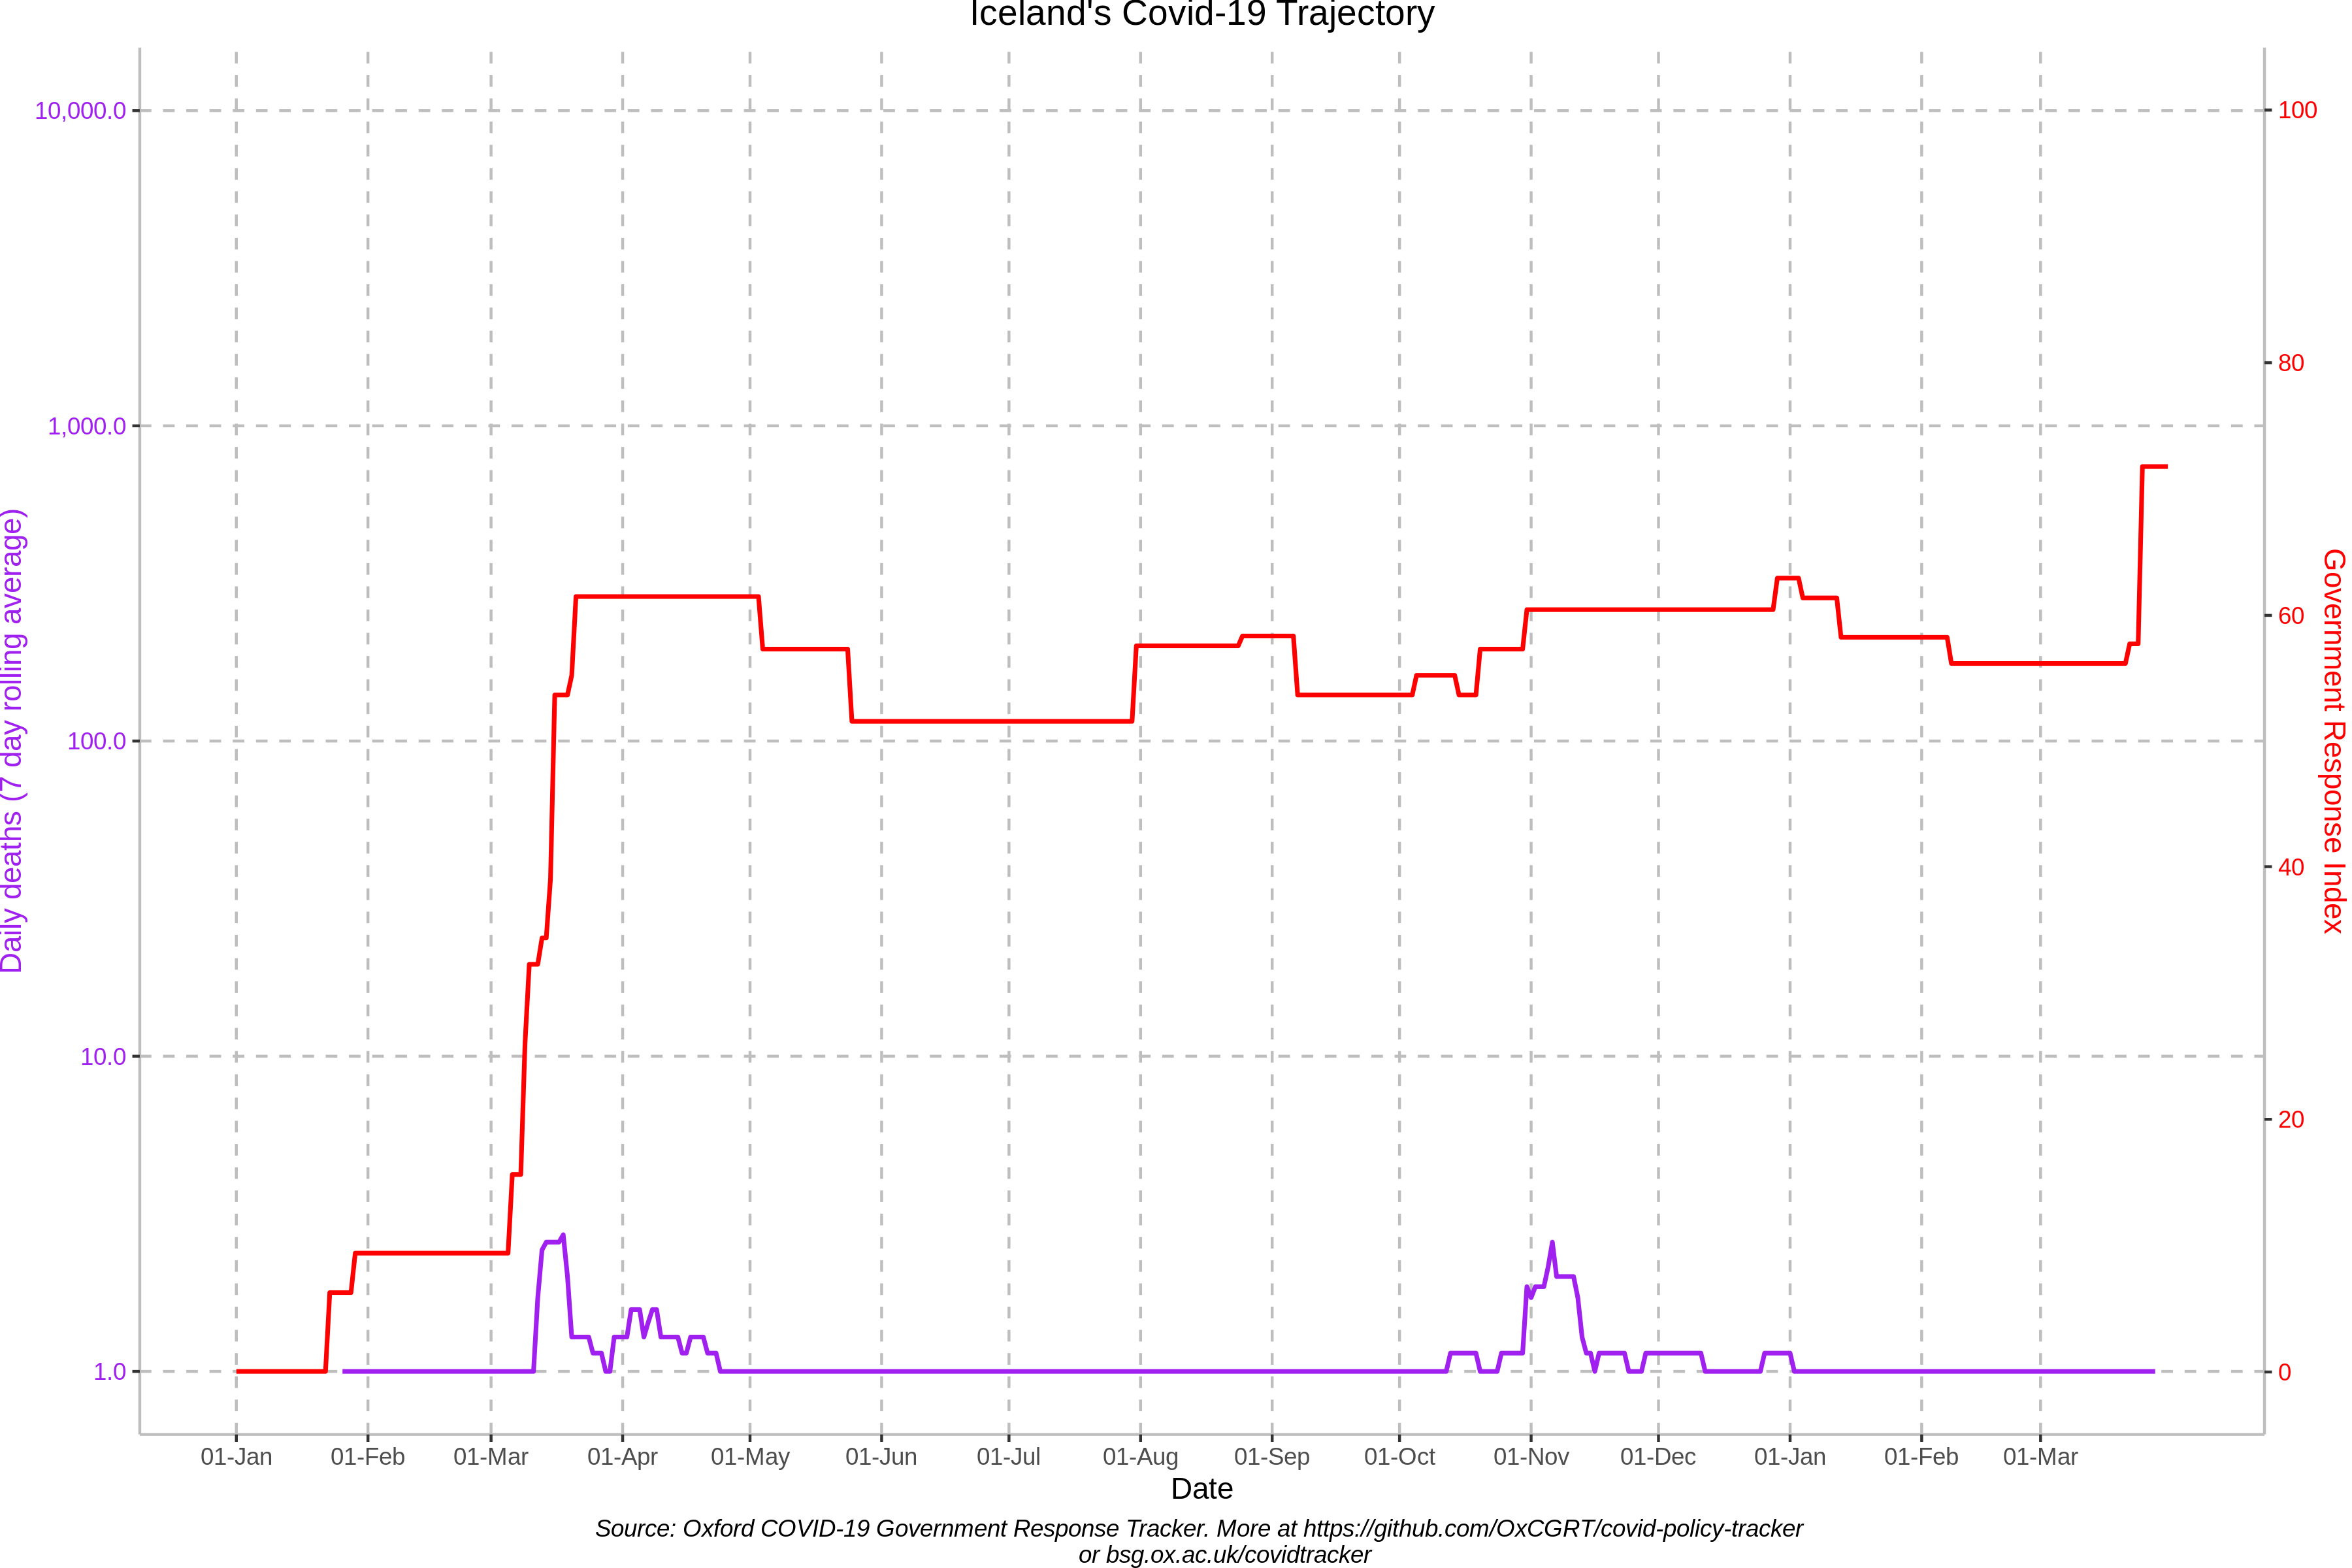 Iceland's Covid-19 Trajectory
10,000.0
1,000.0
100.0
10.0
1.0
Daily deaths (7 day rolling average)
100
80
60
40
20
0
Government Response Index
01-Jan 01-Feb 01-Mar 01-Apr 01-May 01-Jun 01-Jul 01-Aug 01-Sep 01-Oct 01-Nov 01-Dec 01-Jan 01-Feb 01-Mar
Date
Source: Oxford COVID-19 Government Response Tracker. More at https://github.com/OxCGRT/covid-policy-tracker
or bsg.ox.ac.uk/covidtracker